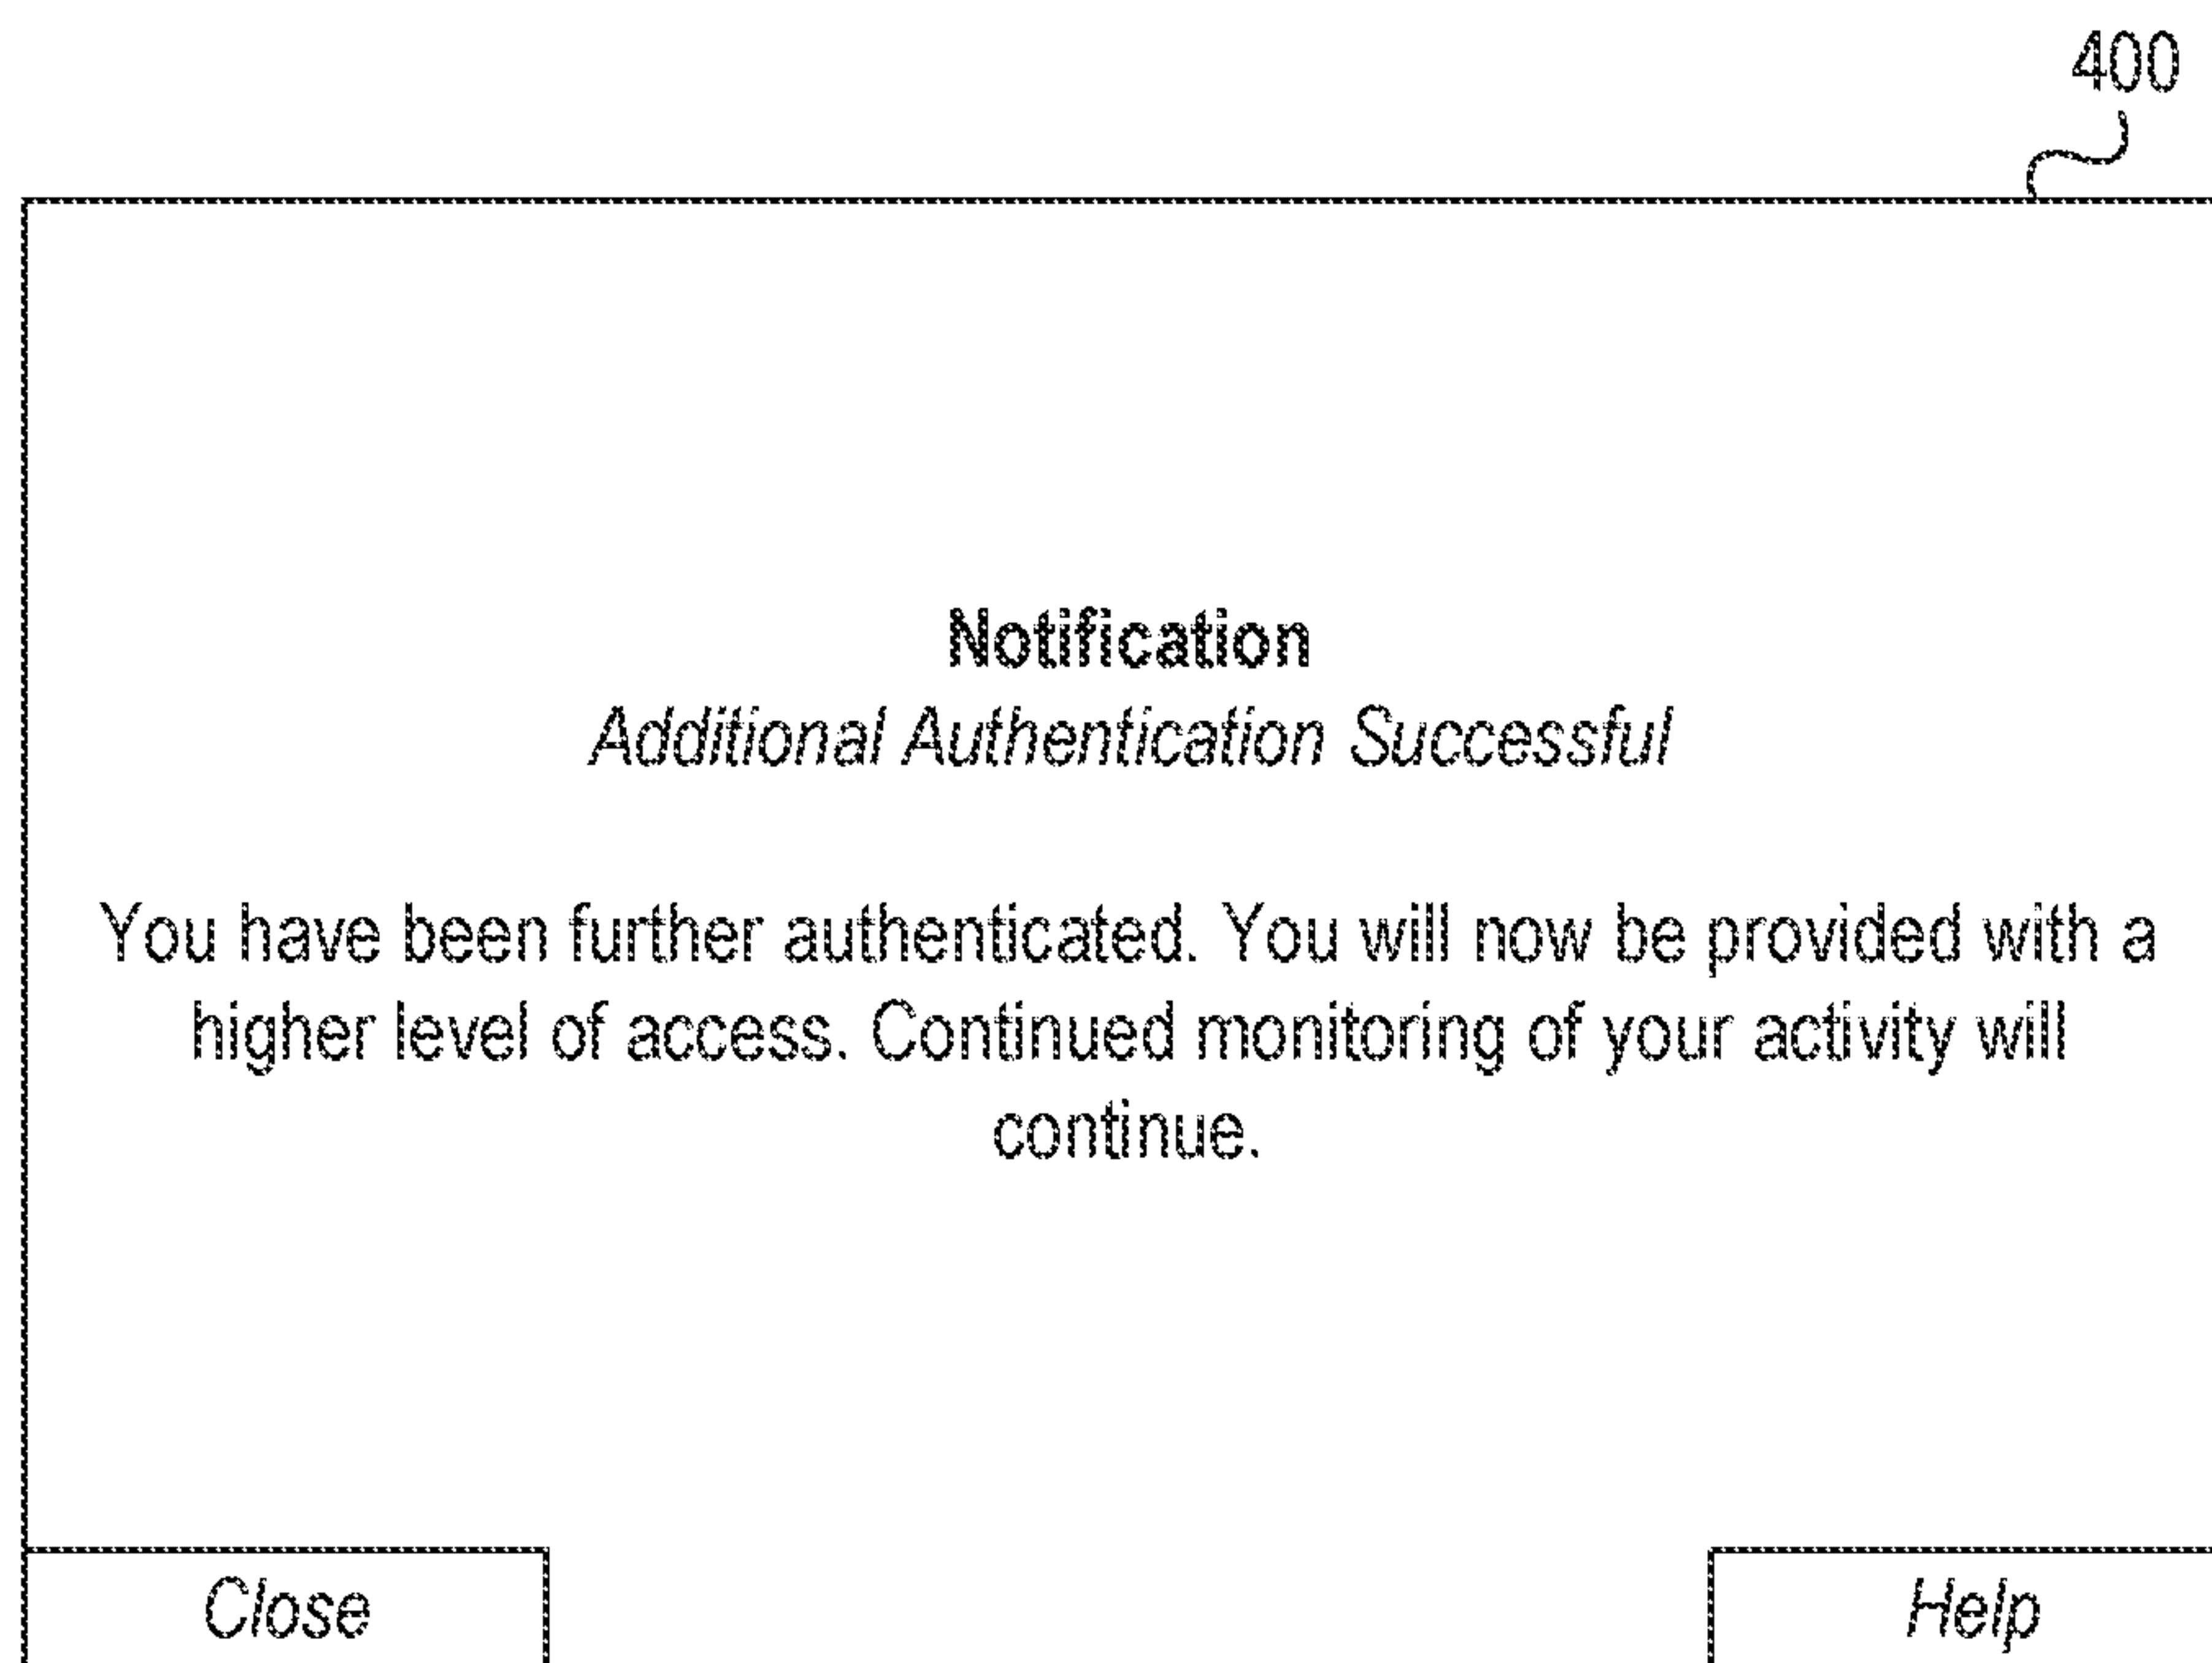 400
Notification
Additional Authentication Successful
You have been further authenticated. You will now be provided with a
higher level of access. Continued monitoring of your activity will
continue.
Close
Help